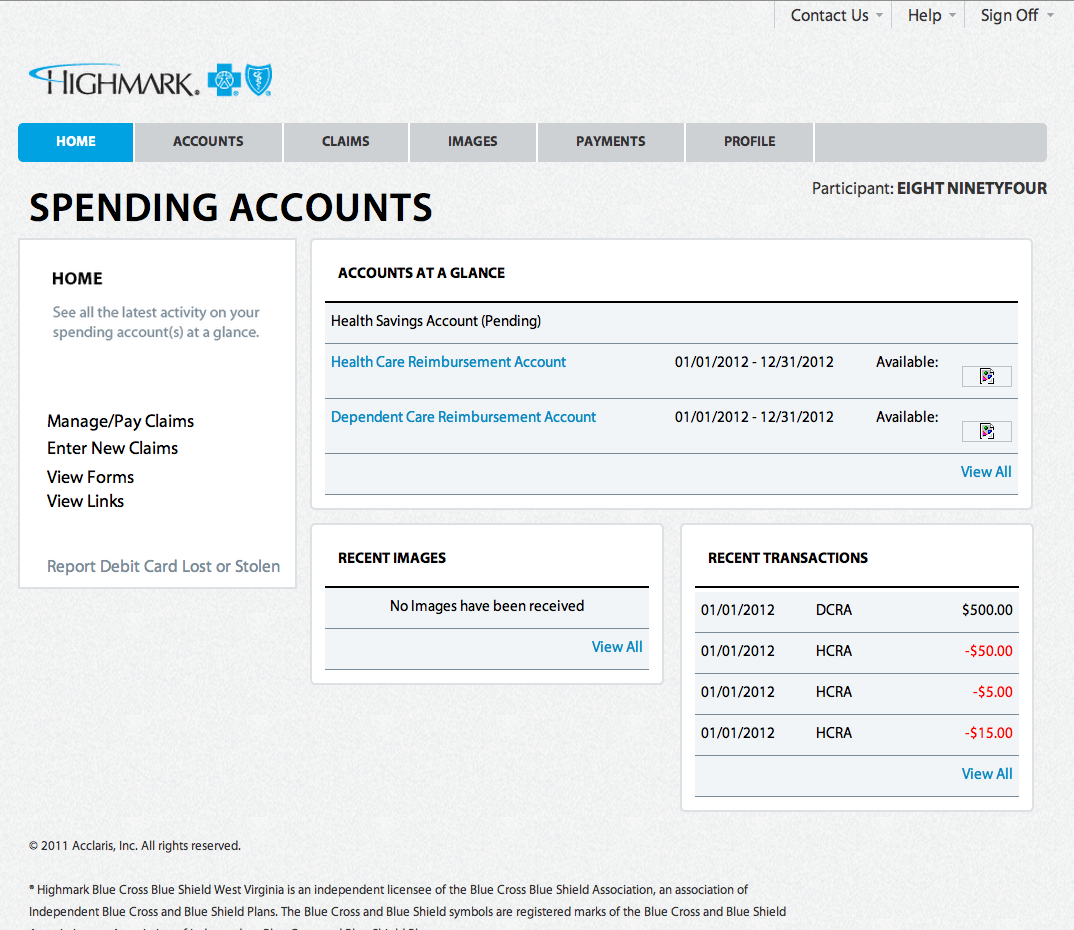 Contact Us Help Sign Off
HIGHMARK.
HOME ACCOUNTS CLAIMS IMAGES PAYMENTS PROFILE
Participant: EIGHT NINETYFOUR
SPENDING ACCOUNTS
HOME
See all the latest activity on your
spending account(s) at a glance.
Manage/Pay Claims
Enter New Claims
View Forms
View Links
Report Debit Card Lost or Stolen
ACCOUNTS AT A GLANCE
Health Savings Account (Pending)
Health Care Reimbursement Account 01/01/2012 - 12/31/2012 Available:
Dependent Care Reimbursement Account 01/01/2012 - 12/31/2012 Available:
View All
RECENT IMAGES
No Images have been received
View All
RECENT TRANSACTIONS
01/01/2012 DCRA $500.00
01/01/2012 HCRA -$50.00
01/01/2012 HCRA -$5.00
01/01/2012 HCRA -$15.00
View All
© 2011 Acclaris, Inc. All rights reserved.
® Highmark Blue Cross Blue Shield West Virginia is an independent licensee of the Blue Cross Blue Shield Association, an association of
Independent Blue Cross and Blue Shield Plans. The Blue Cross and Blue Shield symbols are registered marks of the Blue Cross and Blue Shield